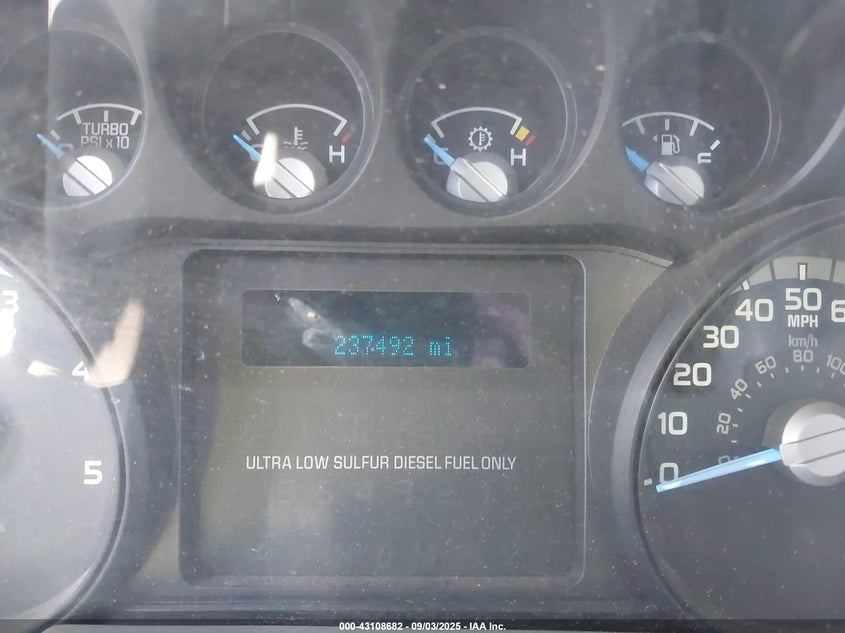 TURBO
PSI x 10
H
H
F
3
4
5
237492 mi
ULTRA LOW SULFUR DIESEL FUEL ONLY
0
10
20
30
40
50
MPH
km/h
20
40
60
80
100
000-43108682 - 09/03/2025 - IAA Inc.